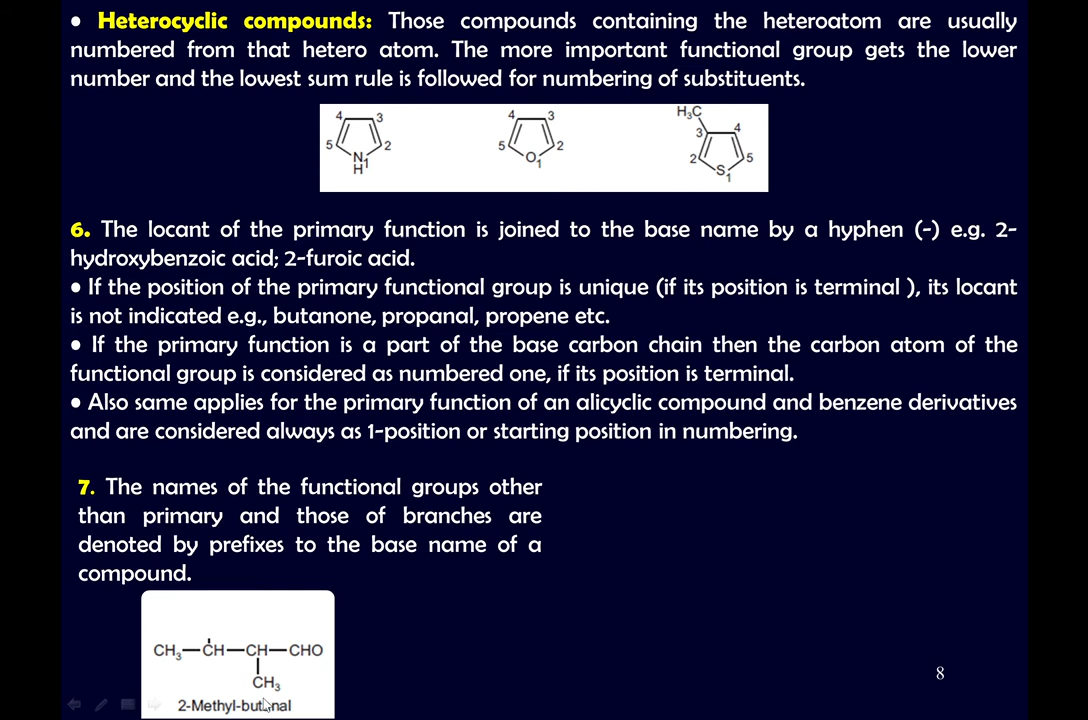 • Heterocyclic compounds: Those compounds containing the heteroatom are usually
numbered from that hetero atom. The more important functional group gets the lower
number and the lowest sum rule is followed for numbering of substituents.
4 3 5 2 N1 H
4 3 5 2 O1
H₃C 3 4 2 5 S1
6. The locant of the primary function is joined to the base name by a hyphen (-) e.g. 2-
hydroxybenzoic acid; 2-furoic acid.
• If the position of the primary functional group is unique (if its position is terminal ), its locant
is not indicated e.g., butanone, propanal, propene etc.
• If the primary function is a part of the base carbon chain then the carbon atom of the
functional group is considered as numbered one, if its position is terminal.
• Also same applies for the primary function of an alicyclic compound and benzene derivatives
and are considered always as 1-position or starting position in numbering.
7. The names of the functional groups other
than primary and those of branches are
denoted by prefixes to the base name of a
compound.
CH₃—CH—CH—CHO
CH₃
2-Methyl-butanal
8